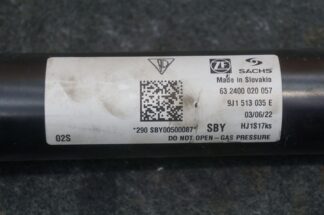 ZF SACHS
Made in Slovakia
63 2400 020 057
9J1 513 035 E
03/06/22
*290 SBY00500087* SBY HJ1S17ks
02S DO NOT OPEN-GAS PRESSURE